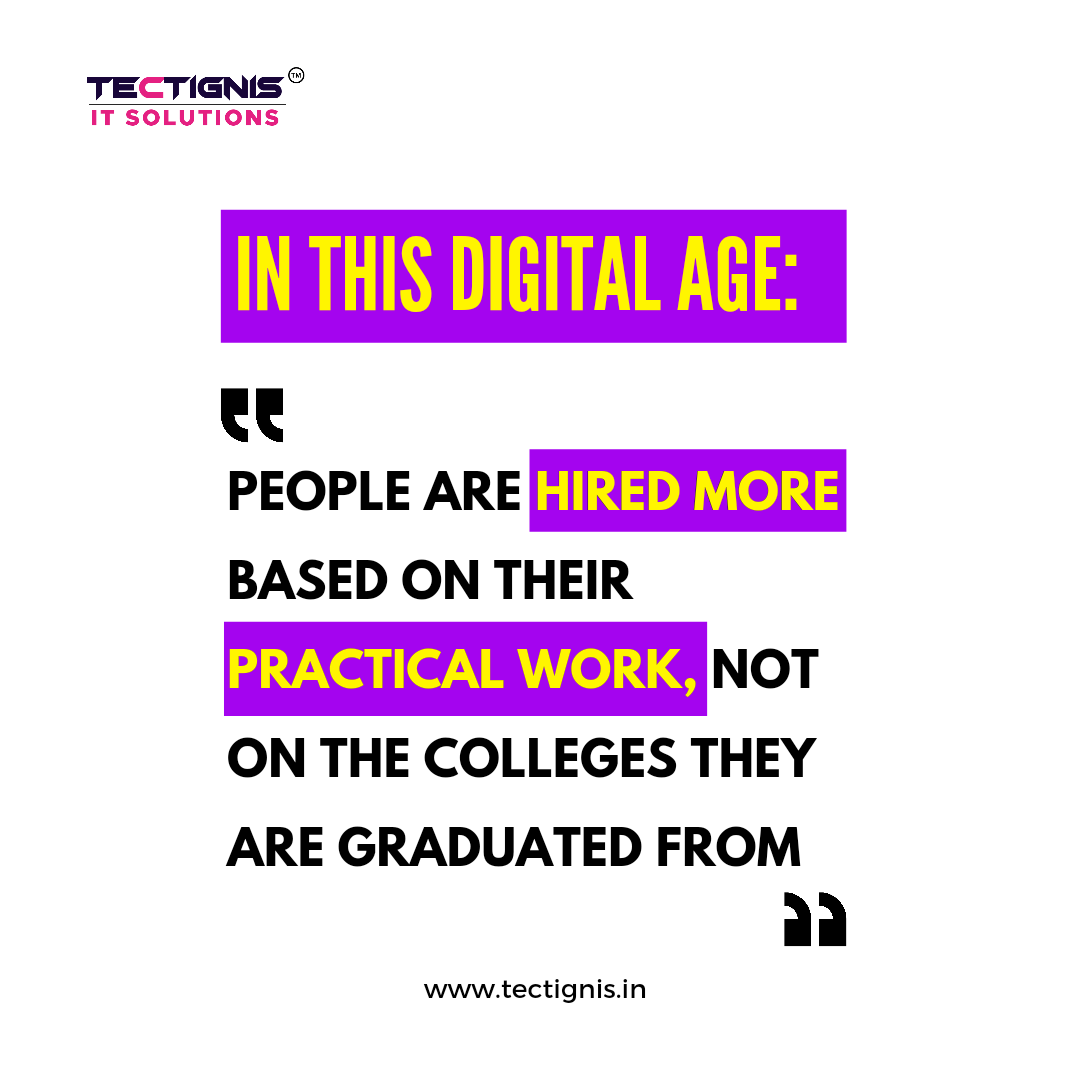 TECTIGNIS TM
IT SOLUTIONS
IN THIS DIGITAL AGE:
“
PEOPLE ARE HIRED MORE
BASED ON THEIR
PRACTICAL WORK, NOT
ON THE COLLEGES THEY
ARE GRADUATED FROM
”
www.tectignis.in